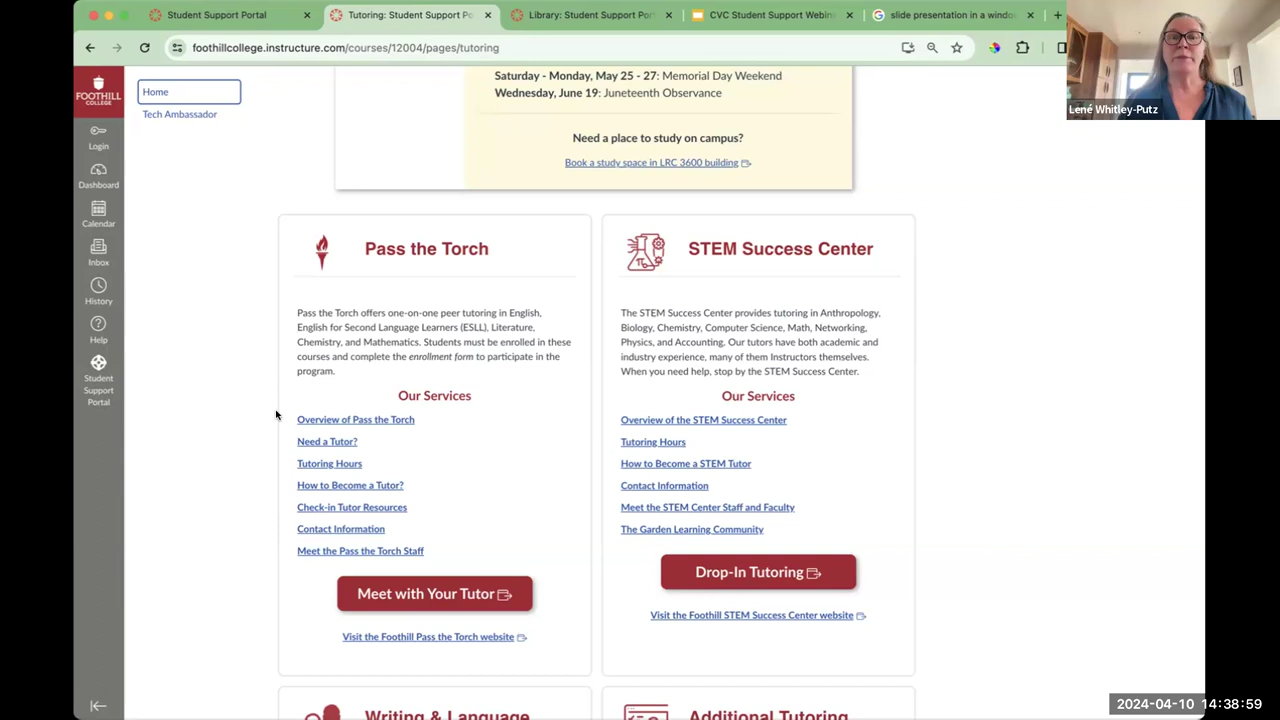 Student Support Portal
Tutoring: Student Support Po
Library: Student Support Por
CVC Student Support Webin
slide presentation in a windo
foothillcollege.instructure.com/courses/12004/pages/tutoring
Lené Whitley-Putz
FOOTHILL
COLLEGE
Login
Dashboard
Calendar
Inbox
History
Help
Student
Support
Portal
Home
Tech Ambassador
Saturday - Monday, May 25 - 27: Memorial Day Weekend
Wednesday, June 19: Juneteenth Observance
Need a place to study on campus?
Book a study space in LRC 3600 building
Pass the Torch
Pass the Torch offers one-on-one peer tutoring in English,
English for Second Language Learners (ESLL), Literature,
Chemistry, and Mathematics. Students must be enrolled in these
courses and complete the enrollment form to participate in the
program.
Our Services
Overview of Pass the Torch
Need a Tutor?
Tutoring Hours
How to Become a Tutor?
Check-in Tutor Resources
Contact Information
Meet the Pass the Torch Staff
Meet with Your Tutor
Visit the Foothill Pass the Torch website
STEM Success Center
The STEM Success Center provides tutoring in Anthropology,
Biology, Chemistry, Computer Science, Math, Networking,
Physics, and Accounting. Our tutors have both academic and
industry experience, many of them Instructors themselves.
When you need help, stop by the STEM Success Center.
Our Services
Overview of the STEM Success Center
Tutoring Hours
How to Become a STEM Tutor
Contact Information
Meet the STEM Center Staff and Faculty
The Garden Learning Community
Drop-In Tutoring
Visit the Foothill STEM Success Center website
Writing & Language
Additional Tutoring
2024-04-10 14:38:59